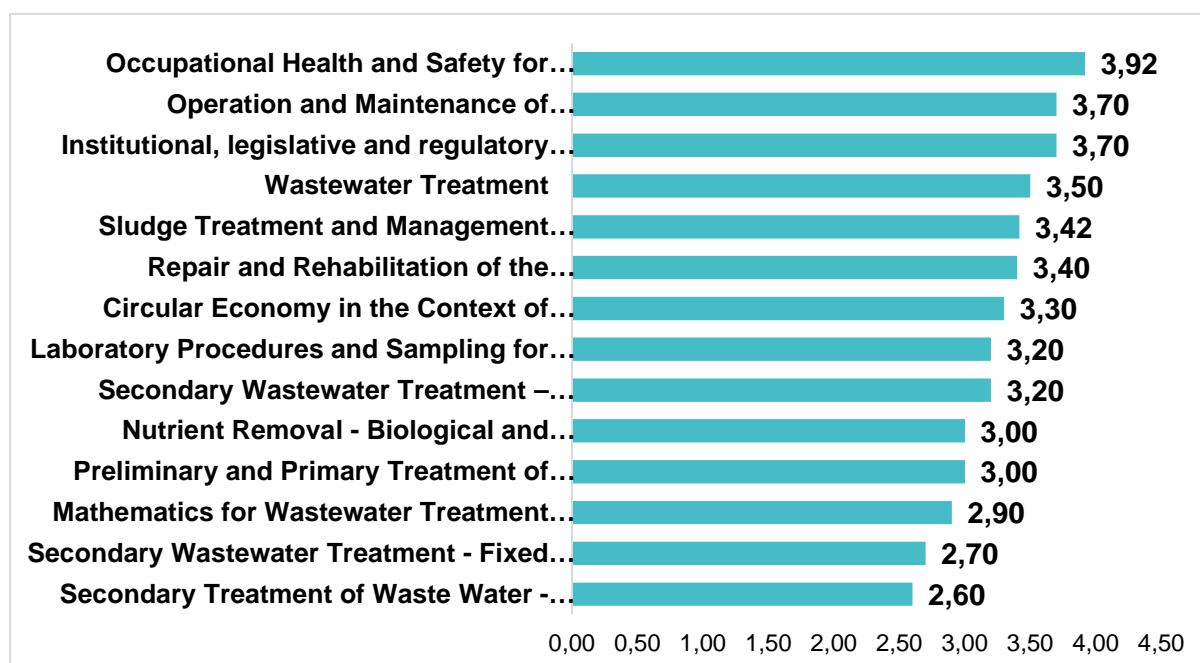 Occupational Health and Safety for… 3,92
Operation and Maintenance of… 3,70
Institutional, legislative and regulatory… 3,70
Wastewater Treatment 3,50
Sludge Treatment and Management… 3,42
Repair and Rehabilitation of the… 3,40
Circular Economy in the Context of… 3,30
Laboratory Procedures and Sampling for… 3,20
Secondary Wastewater Treatment –… 3,20
Nutrient Removal - Biological and… 3,00
Preliminary and Primary Treatment of… 3,00
Mathematics for Wastewater Treatment… 2,90
Secondary Wastewater Treatment - Fixed… 2,70
Secondary Treatment of Waste Water -… 2,60
0,00 0,50 1,00 1,50 2,00 2,50 3,00 3,50 4,00 4,50